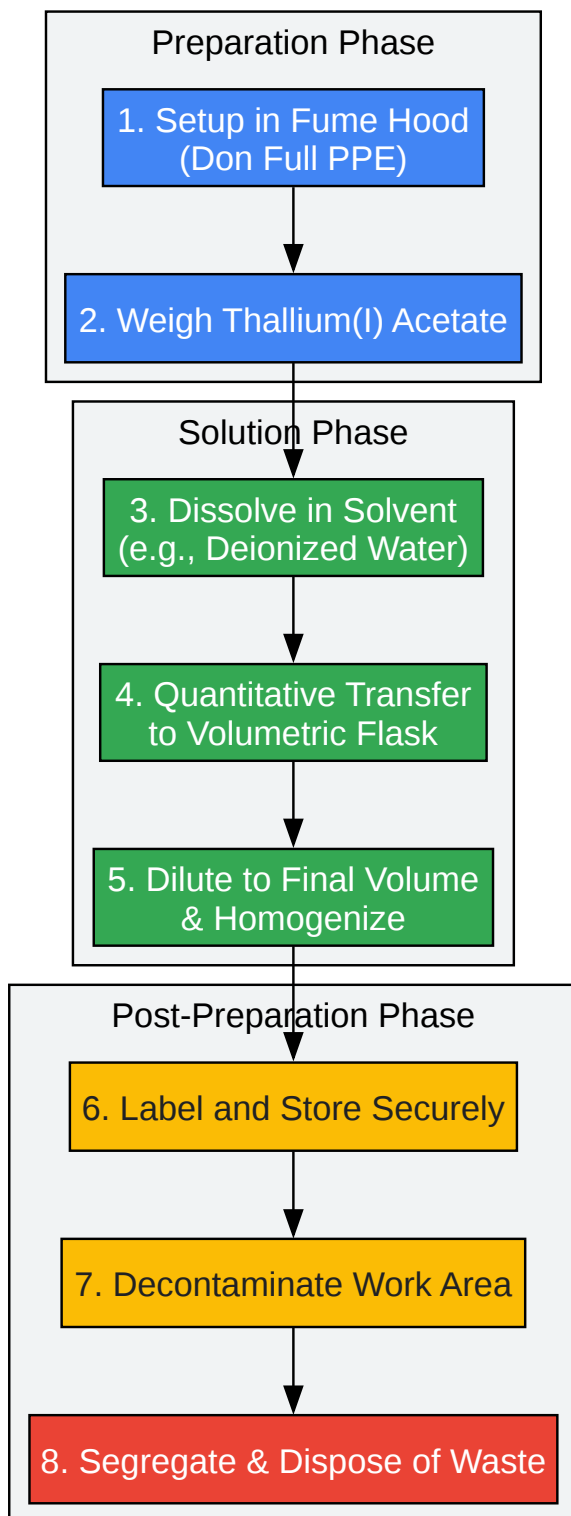 Preparation Phase
1. Setup in Fume Hood
(Don Full PPE)
2. Weigh Thallium(I) Acetate
Solution Phase
3. Dissolve in Solvent
(e.g., Deionized Water)
4. Quantitative Transfer
to Volumetric Flask
5. Dilute to Final Volume
& Homogenize
Post-Preparation Phase
6. Label and Store Securely
7. Decontaminate Work Area
8. Segregate & Dispose of Waste